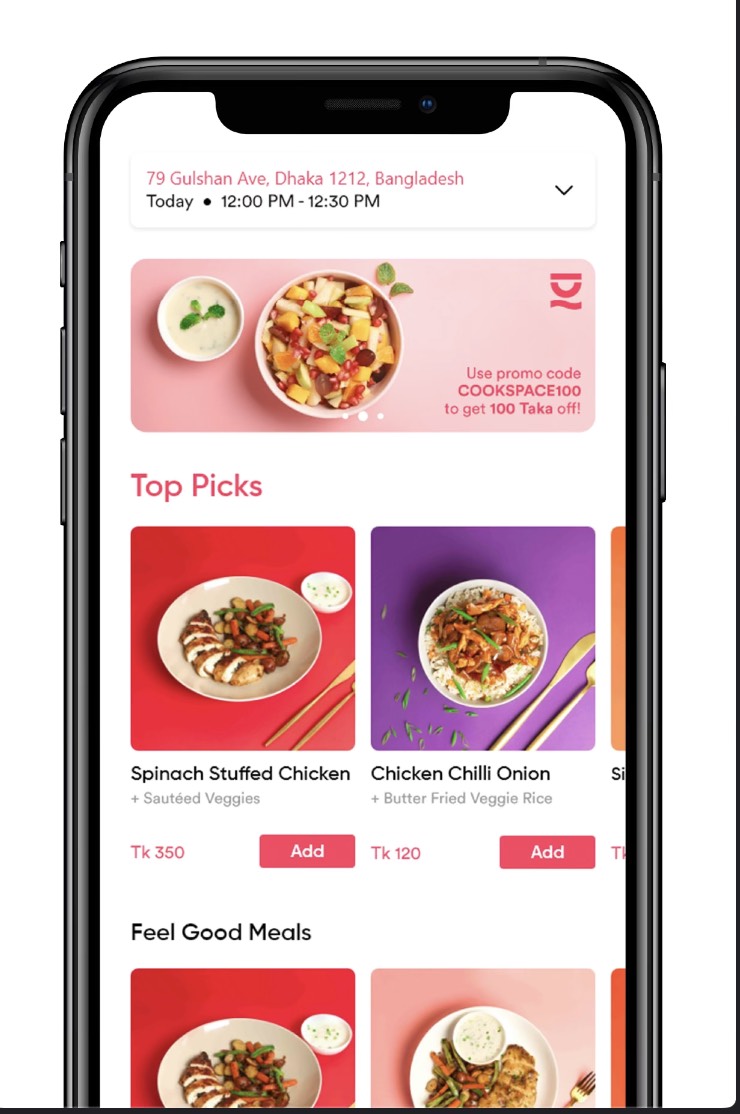 79 Gulshan Ave, Dhaka 1212, Bangladesh
Today • 12:00 PM - 12:30 PM
Use promo code
COOKSPACE100
to get 100 Taka off!
Top Picks
Spinach Stuffed Chicken
Chicken Chilli Onion
Si
+ Sautéed Veggies
+ Butter Fried Veggie Rice
Tk 350
Add
Tk 120
Add
Tk
Feel Good Meals